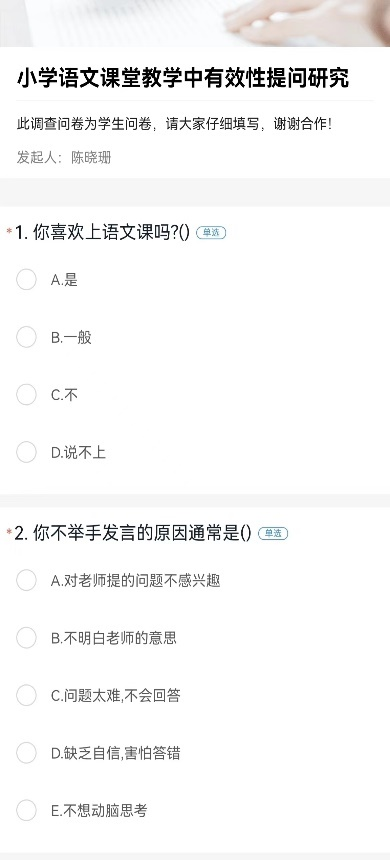 小学语文课堂教学中有效性提问研究
此调查问卷为学生问卷，请大家仔细填写，谢谢合作！
发起人：陈晓珊
*1. 你喜欢上语文课吗?() 单选
A.是
B.一般
C.不
D.说不上
*2. 你不举手发言的原因通常是() 单选
A.对老师提的问题不感兴趣
B.不明白老师的意思
C.问题太难,不会回答
D.缺乏自信,害怕答错
E.不想动脑思考